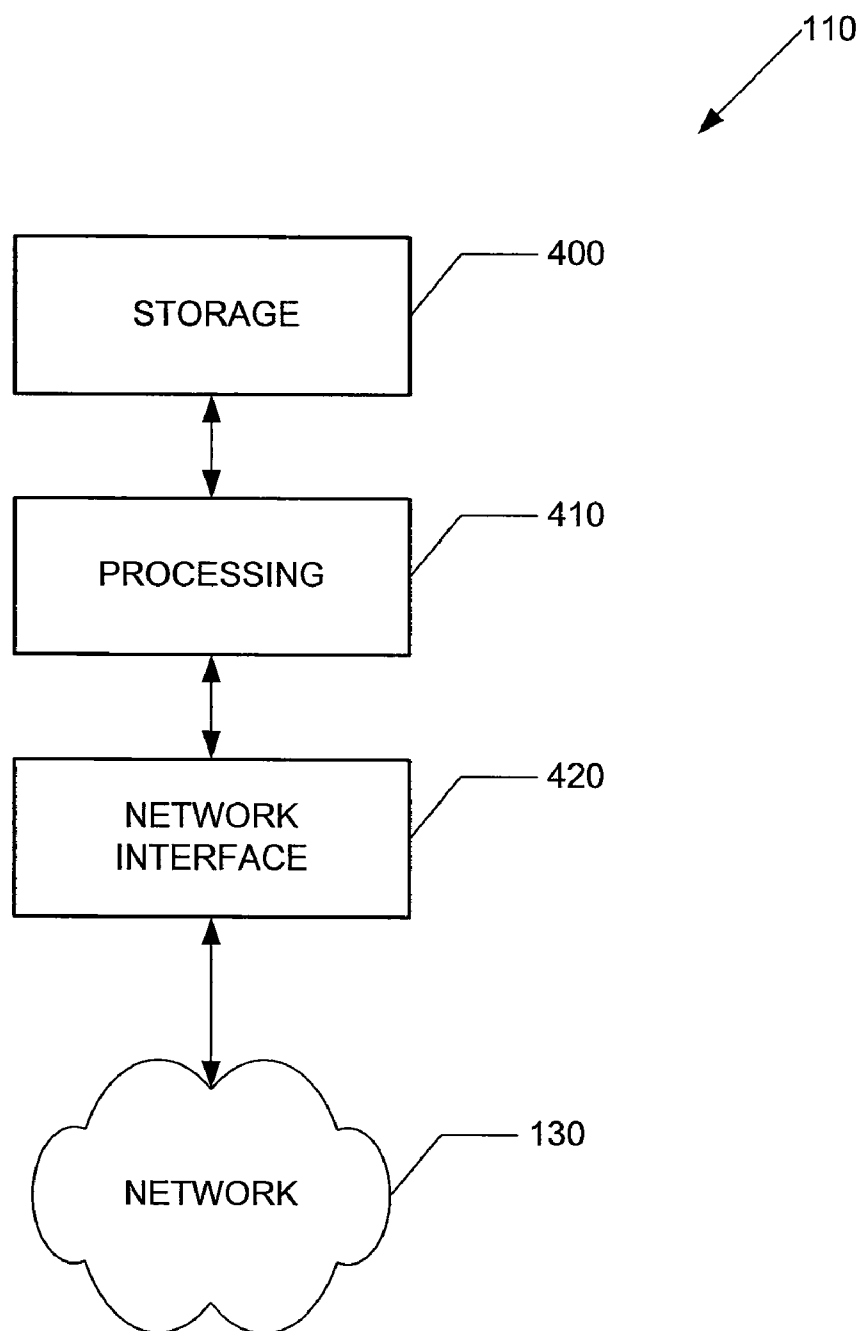 110
STORAGE
400
PROCESSING
410
NETWORK
INTERFACE
420
NETWORK
130